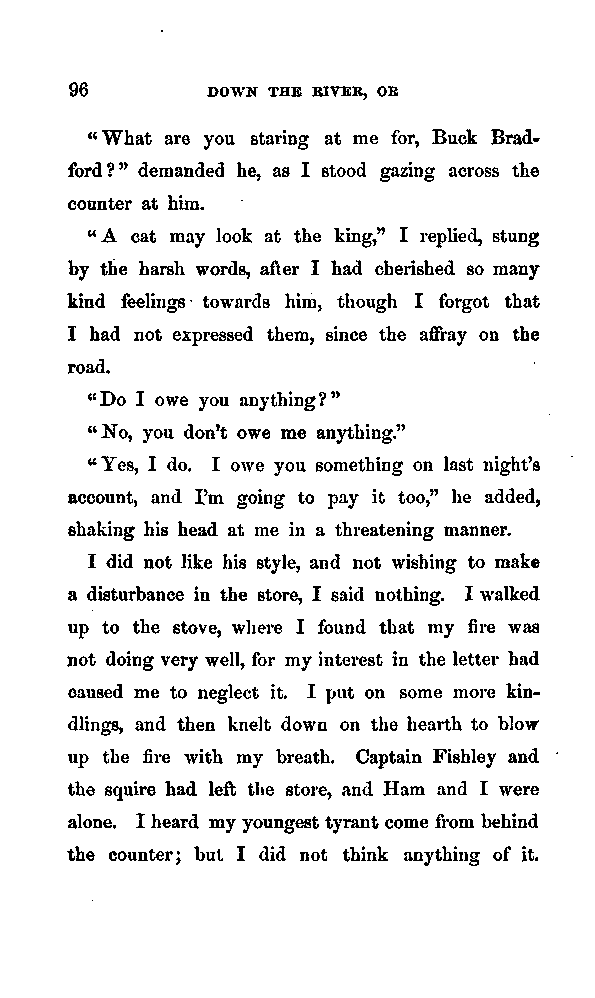 96 DOWN THE RIVER, OR
“What are you staring at me for, Buck Brad-
ford?” demanded he, as I stood gazing across the
counter at him.
“A cat may look at the king,” I replied, stung
by the harsh words, after I had cherished so many
kind feelings towards him, though I forgot that
I had not expressed them, since the affray on the
road.
“Do I owe you anything?”
“No, you don’t owe me anything.”
“Yes, I do. I owe you something on last night’s
account, and I’m going to pay it too,” he added,
shaking his head at me in a threatening manner.
I did not like his style, and not wishing to make
a disturbance in the store, I said nothing. I walked
up to the stove, where I found that my fire was
not doing very well, for my interest in the letter had
caused me to neglect it. I put on some more kin-
dlings, and then knelt down on the hearth to blow
up the fire with my breath. Captain Fishley and
the squire had left the store, and Ham and I were
alone. I heard my youngest tyrant come from behind
the counter; but I did not think anything of it.